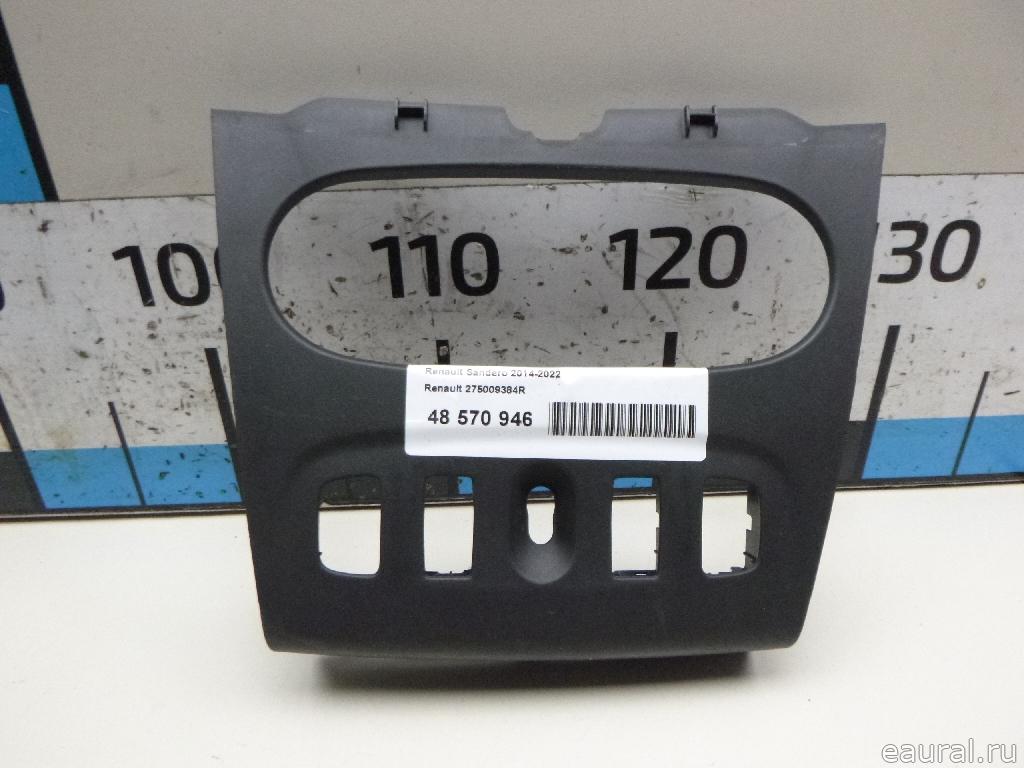 100
110
120
130
Renault Sandero 2014-2022
Renault 275009384R
48 570 946
eaural.ru